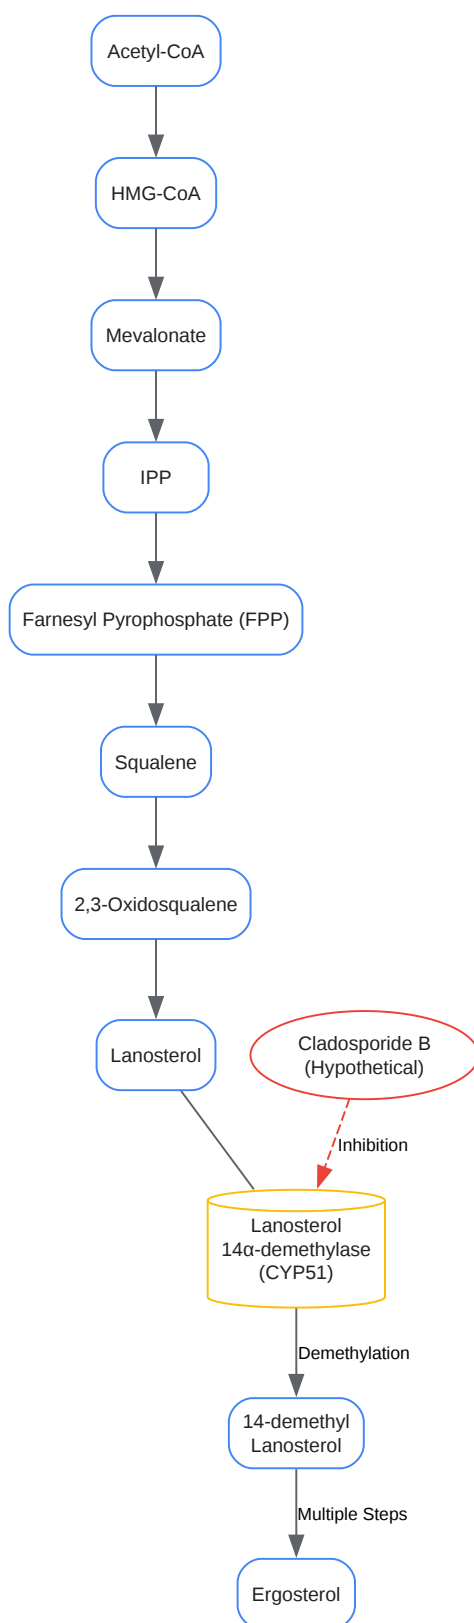 Acetyl-CoA
HMG-CoA
Mevalonate
IPP
Farnesyl Pyrophosphate (FPP)
Squalene
2,3-Oxidosqualene
Lanosterol
Cladosporide B
(Hypothetical)
Inhibition
Lanosterol
14α-demethylase
(CYP51)
Demethylation
14-demethyl
Lanosterol
Multiple Steps
Ergosterol